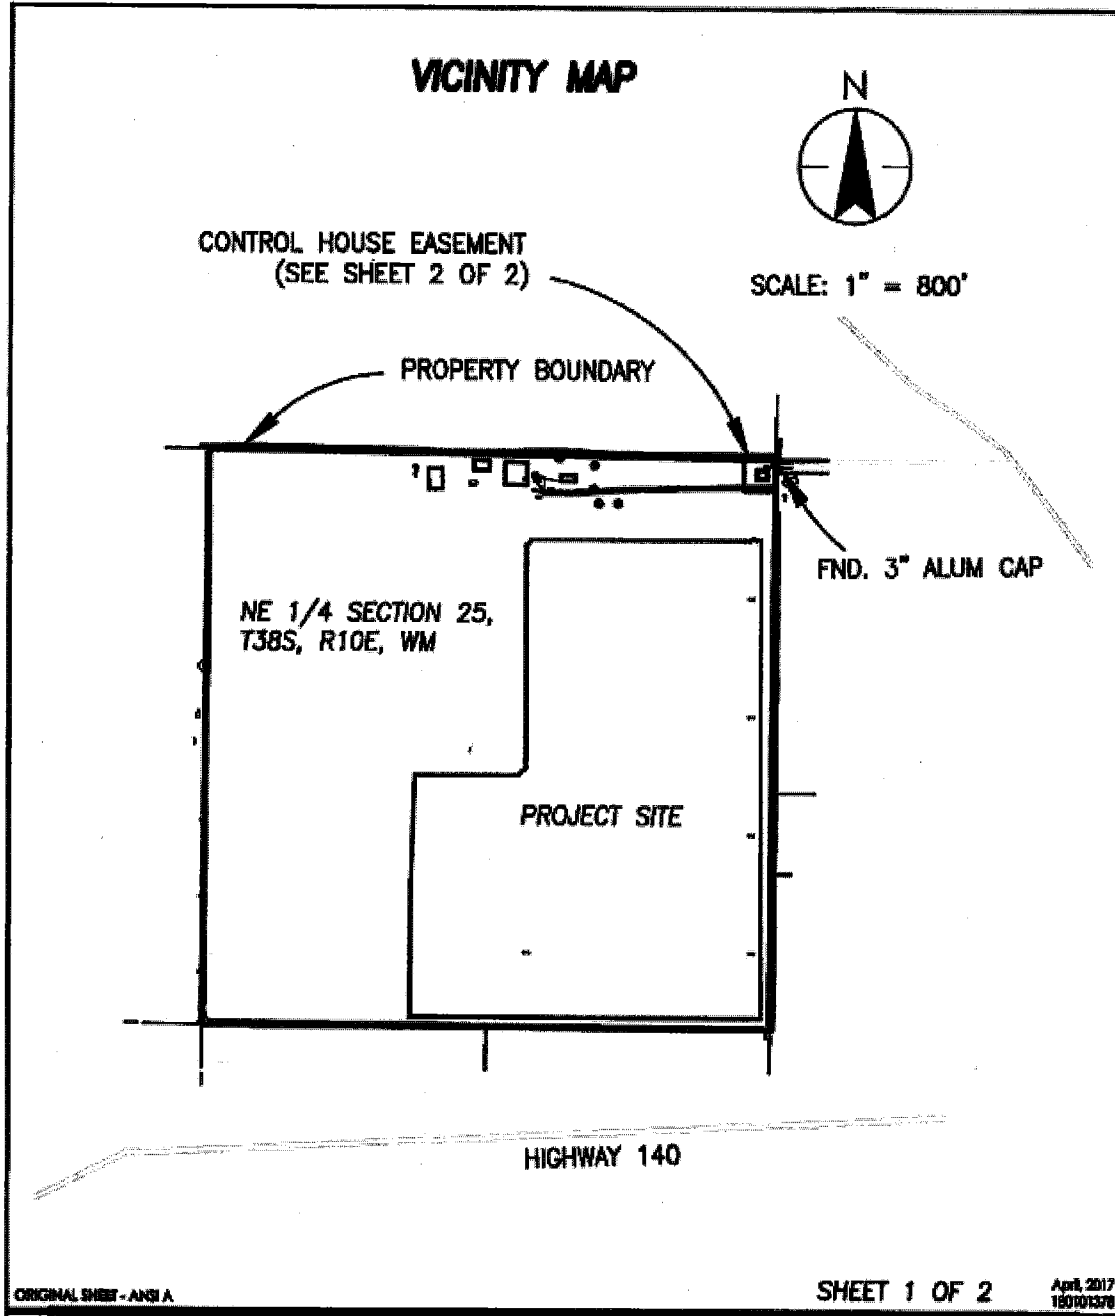 VICINITY MAP
N
CONTROL HOUSE EASEMENT
(SEE SHEET 2 OF 2)
SCALE: 1" = 800'
PROPERTY BOUNDARY
FND. 3" ALUM CAP
NE 1/4 SECTION 25,
T38S, R10E, WM
PROJECT SITE
HIGHWAY 140
ORIGINAL SHEET - ANSI A
SHEET 1 OF 2
April, 2017